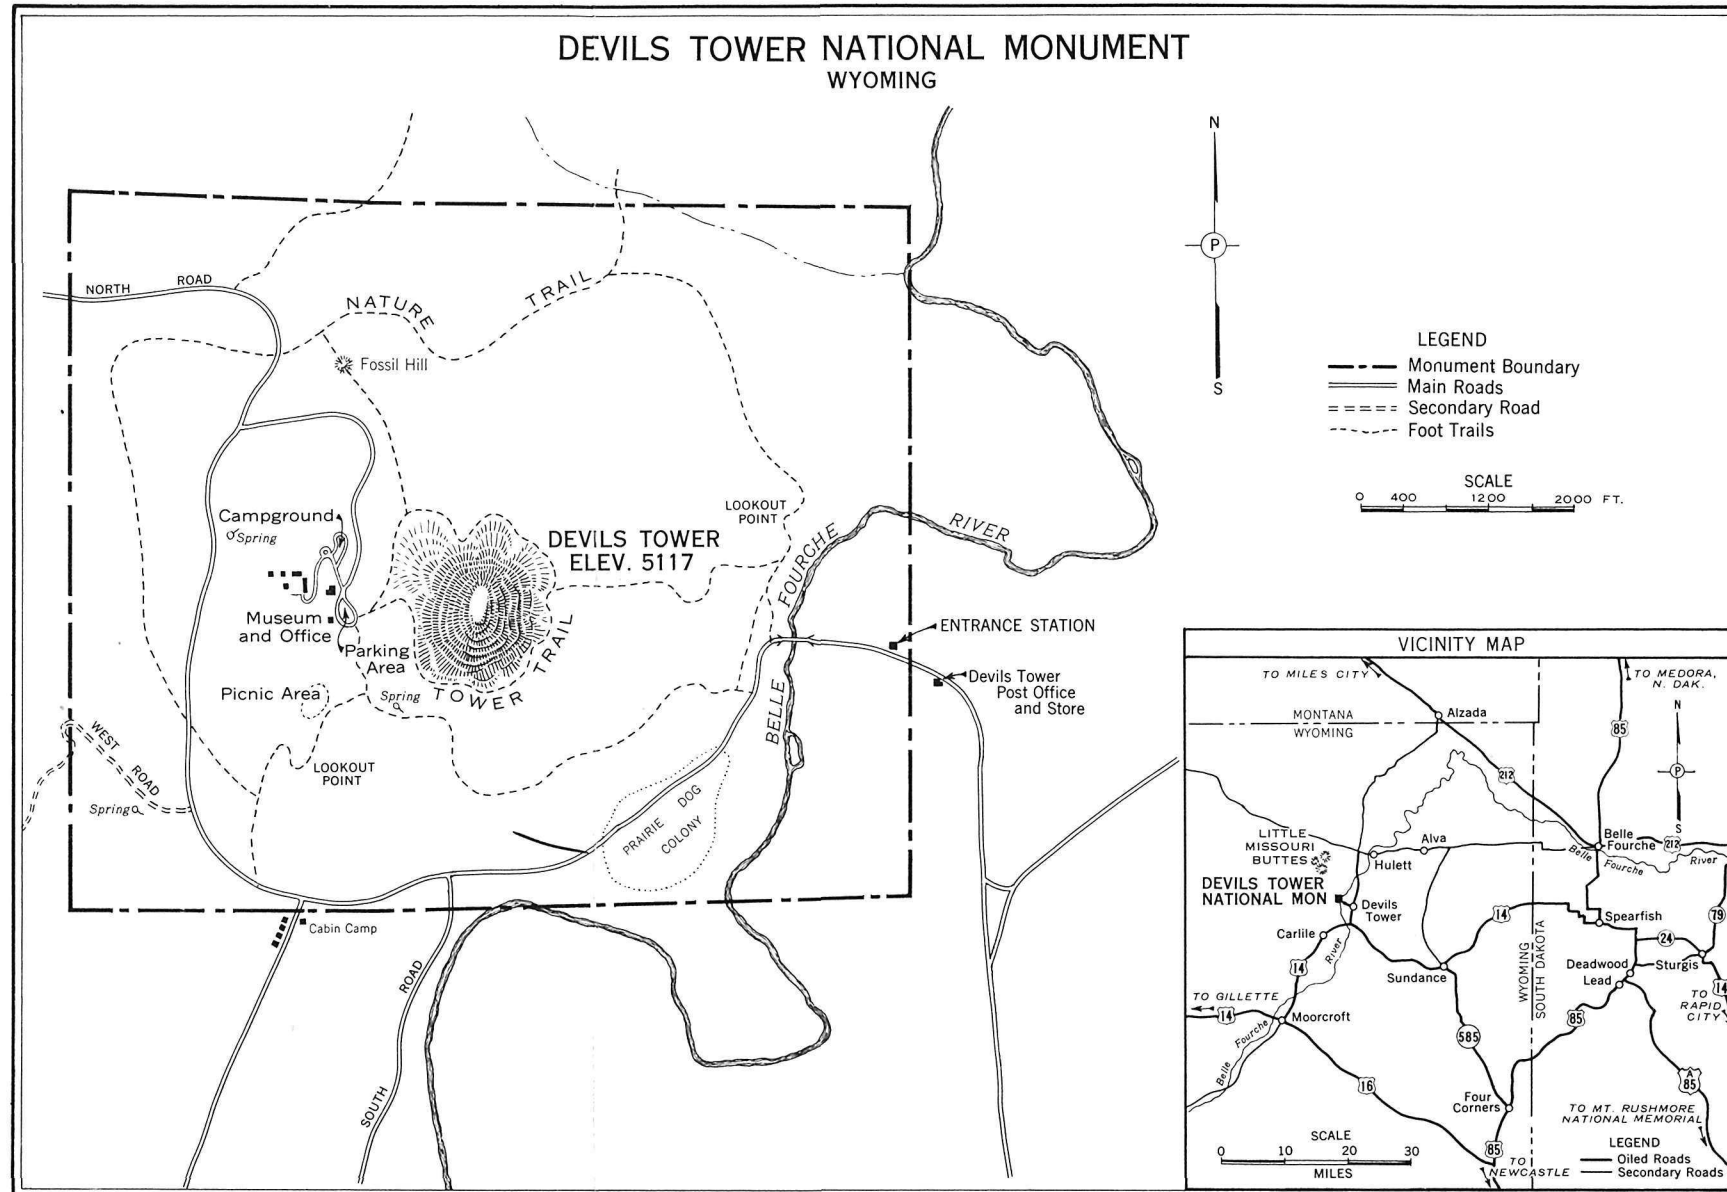 DEVILS TOWER NATIONAL MONUMENT
WYOMING
N
P
S
NORTH ROAD
NATURE TRAIL
Fossil Hill
LEGEND
Monument Boundary
Main Roads
Secondary Road
Foot Trails
SCALE
0 400 1200 2000 FT.
Campground
Spring
DEVILS TOWER
ELEV. 5117
LOOKOUT
POINT
BELLE FOURCHE RIVER
Museum
and Office
Parking
Area
TOWER TRAIL
ENTRANCE STATION
Devils Tower
Post Office
and Store
Picnic Area
Spring
WEST ROAD
Spring
LOOKOUT
POINT
PRAIRIE DOG
COLONY
Cabin Camp
SOUTH ROAD
VICINITY MAP
TO MILES CITY
TO MEDORA,
N. DAK.
MONTANA
WYOMING
Alzada
85
N
P
S
212
LITTLE
MISSOURI
BUTTES
Alva
Hulett
Belle
Fourche
212
Belle Fourche River
DEVILS TOWER
NATIONAL MON
Devils
Tower
14
Spearfish
79
Carlile
River
24
WYOMING
SOUTH DAKOTA
14
Sundance
Deadwood
Lead
Sturgis
14
TO GILLETTE
14
TO
RAPID
CITY
Moorcroft
85
Belle Fourche
585
16
A
85
Four
Corners
TO MT. RUSHMORE
NATIONAL MEMORIAL
SCALE
0 10 20 30
MILES
85
TO
NEWCASTLE
LEGEND
Oiled Roads
Secondary Roads